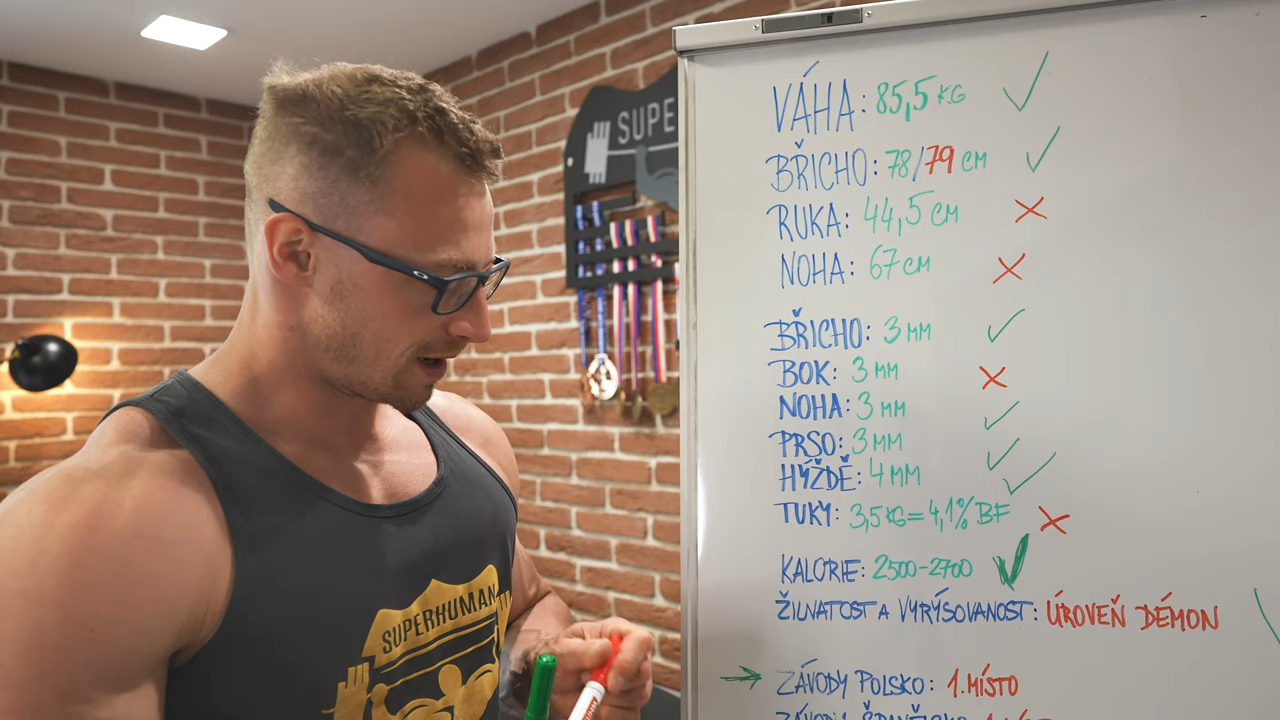 SUPE
VÁHA: 85,5 KG
BŘICHO: 78/79 CM
RUKA: 44,5 CM
NOHA: 67 CM
BŘICHO: 3 MM
BOK: 3 MM
NOHA: 3 MM
PRSO: 3 MM
HÝŽDĚ: 4 MM
TUKY: 3,5 KG = 4,1% BF
KALORIE: 2500-2700
ŽILNATOST A VYRÝSOVANOST: ÚROVEŇ DÉMON
ZÁVODY POLSKO: 1. MÍSTO
SUPERHUMAN